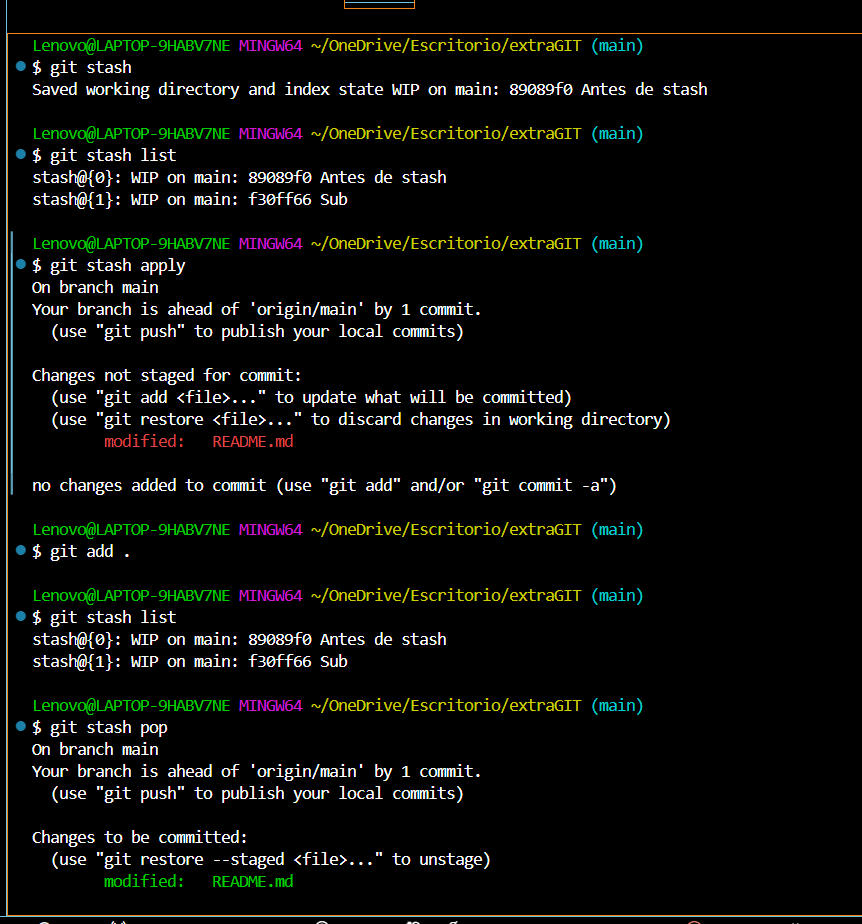 Lenovo@LAPTOP-9HABV7NE MINGW64 ~/OneDrive/Escritorio/extraGIT (main)
$ git stash
Saved working directory and index state WIP on main: 89089f0 Antes de stash
Lenovo@LAPTOP-9HABV7NE MINGW64 ~/OneDrive/Escritorio/extraGIT (main)
$ git stash list
stash@{0}: WIP on main: 89089f0 Antes de stash
stash@{1}: WIP on main: f30ff66 Sub
Lenovo@LAPTOP-9HABV7NE MINGW64 ~/OneDrive/Escritorio/extraGIT (main)
$ git stash apply
On branch main
Your branch is ahead of 'origin/main' by 1 commit.
  (use "git push" to publish your local commits)
Changes not staged for commit:
  (use "git add <file>..." to update what will be committed)
  (use "git restore <file>..." to discard changes in working directory)
        modified:   README.md
no changes added to commit (use "git add" and/or "git commit -a")
Lenovo@LAPTOP-9HABV7NE MINGW64 ~/OneDrive/Escritorio/extraGIT (main)
$ git add .
Lenovo@LAPTOP-9HABV7NE MINGW64 ~/OneDrive/Escritorio/extraGIT (main)
$ git stash list
stash@{0}: WIP on main: 89089f0 Antes de stash
stash@{1}: WIP on main: f30ff66 Sub
Lenovo@LAPTOP-9HABV7NE MINGW64 ~/OneDrive/Escritorio/extraGIT (main)
$ git stash pop
On branch main
Your branch is ahead of 'origin/main' by 1 commit.
  (use "git push" to publish your local commits)
Changes to be committed:
  (use "git restore --staged <file>..." to unstage)
        modified:   README.md